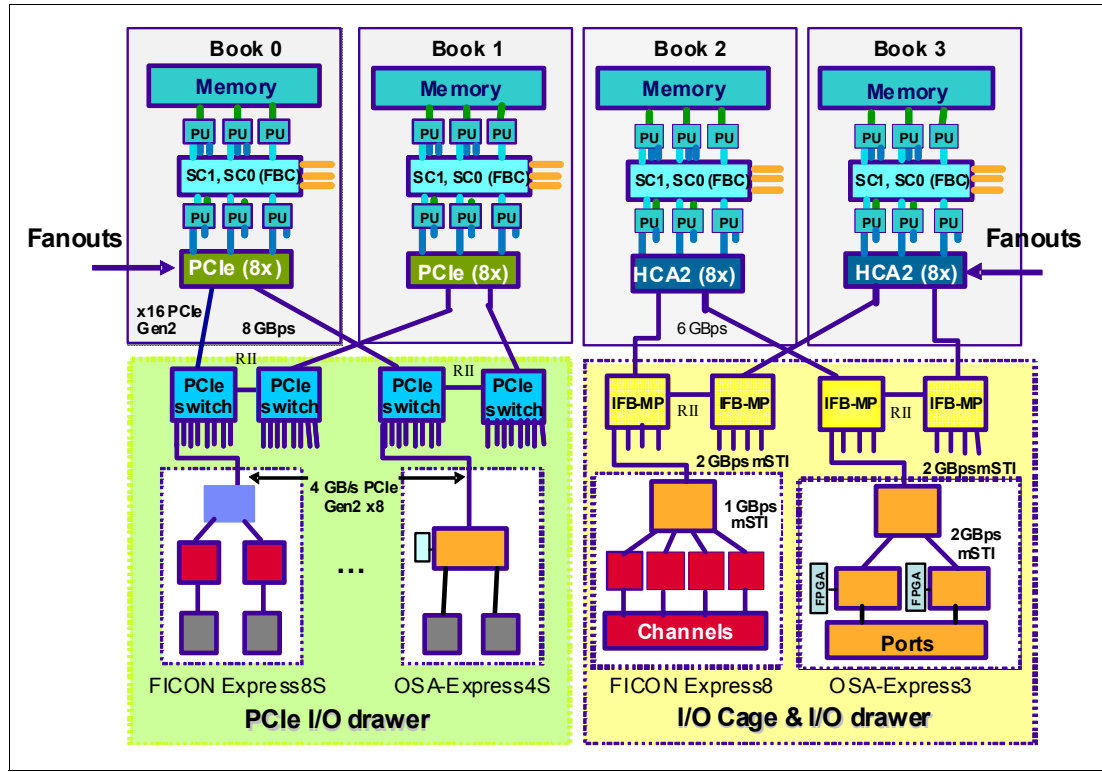 Book 0
Book 1
Book 2
Book 3
Memory
Memory
Memory
Memory
PU
PU
PU
PU
PU
PU
PU
PU
PU
PU
PU
PU
SC1, SC0 (FBC)
SC1, SC0 (FBC)
SC1, SC0 (FBC)
SC1, SC0 (FBC)
PU
PU
PU
PU
PU
PU
PU
PU
PU
PU
PU
PU
Fanouts
Fanouts
PCIe (8x)
PCIe (8x)
HCA2 (8x)
HCA2 (8x)
x16 PCIe
Gen2
8 GBps
6 GBps
RII
RII
PCIe
switch
PCIe
switch
PCIe
switch
PCIe
switch
IFB-MP
IFB-MP
IFB-MP
IFB-MP
RII
RII
2 GBps mSTI
2 GBps mSTI
4 GB/s PCIe
Gen2 x8
1 GBps
mSTI
2 GBps
mSTI
...
FPGA
FPGA
Channels
Ports
FICON Express8S
OSA-Express4S
FICON Express8
OSA-Express3
PCIe I/O drawer
I/O Cage & I/O drawer